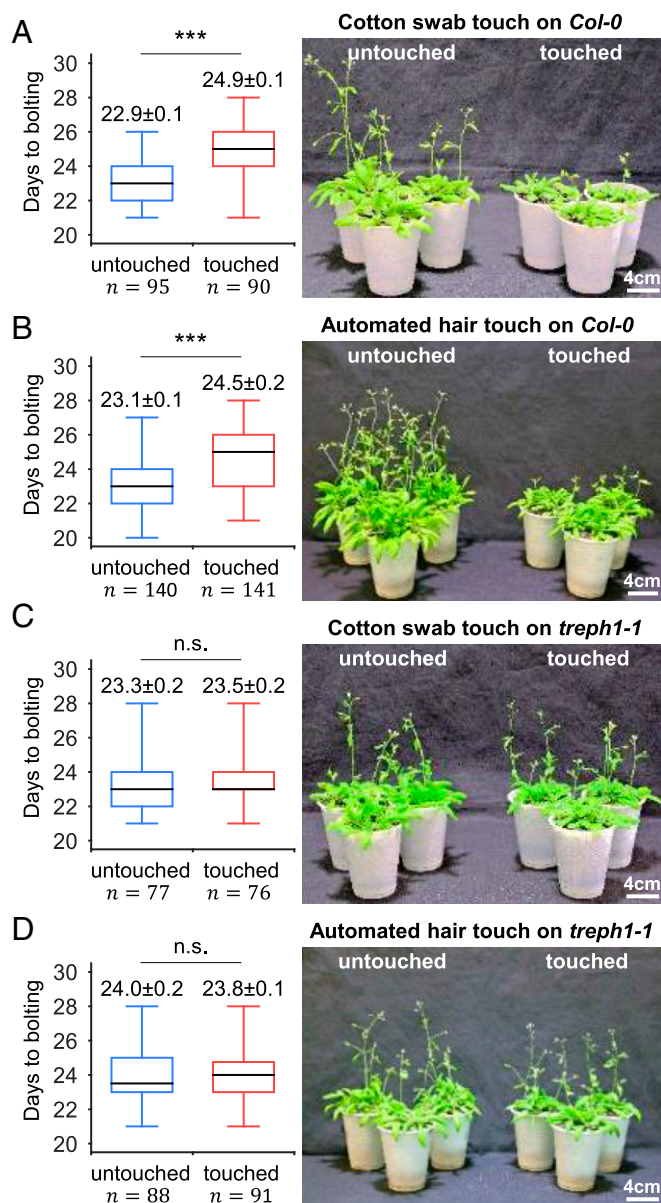 A
Cotton swab touch on Col-0
***
untouched touched
22.9±0.1 24.9±0.1
Days to bolting
30
28
26
24
22
20
untouched touched
n = 95 n = 90
4cm
B
Automated hair touch on Col-0
***
untouched touched
23.1±0.1 24.5±0.2
Days to bolting
30
28
26
24
22
20
untouched touched
n = 140 n = 141
4cm
C
Cotton swab touch on treph1-1
n.s.
untouched touched
23.3±0.2 23.5±0.2
Days to bolting
30
28
26
24
22
20
untouched touched
n = 77 n = 76
4cm
D
Automated hair touch on treph1-1
n.s.
untouched touched
24.0±0.2 23.8±0.1
Days to bolting
30
28
26
24
22
20
untouched touched
n = 88 n = 91
4cm